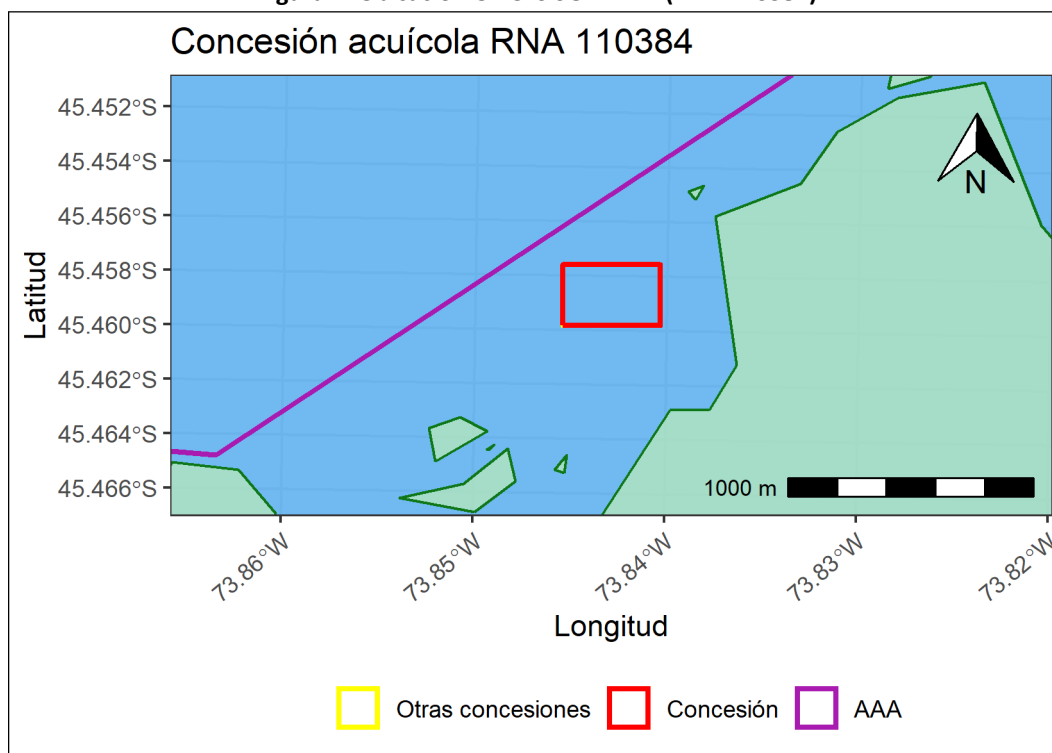 Concesión acuícola RNA 110384
45.452°S
45.454°S
45.456°S
45.458°S
45.460°S
45.462°S
45.464°S
45.466°S
Latitud
N
1000 m
73.86°W
73.85°W
73.84°W
73.83°W
73.82°W
Longitud
Otras concesiones
Concesión
AAA